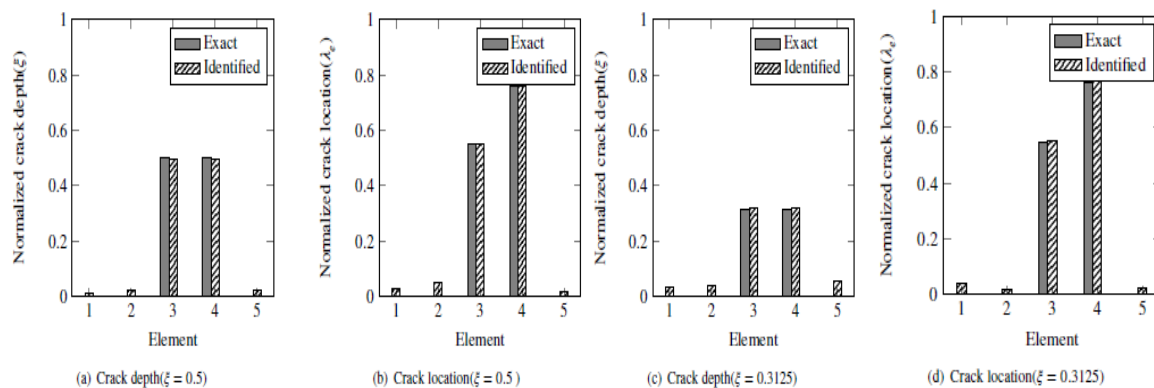 Normalized crack depth(ξ)
1
0.8
0.6
0.4
0.2
0
Exact
Identified
1 2 3 4 5
Element
(a) Crack depth(ξ = 0.5)
Normalized crack location(λe)
1
0.8
0.6
0.4
0.2
0
Exact
Identified
1 2 3 4 5
Element
(b) Crack location(ξ = 0.5 )
Normalized crack depth(ξ)
1
0.8
0.6
0.4
0.2
0
Exact
Identified
1 2 3 4 5
Element
(c) Crack depth(ξ = 0.3125)
Normalized crack location(λe)
1
0.8
0.6
0.4
0.2
0
Exact
Identified
1 2 3 4 5
Element
(d) Crack location(ξ = 0.3125)